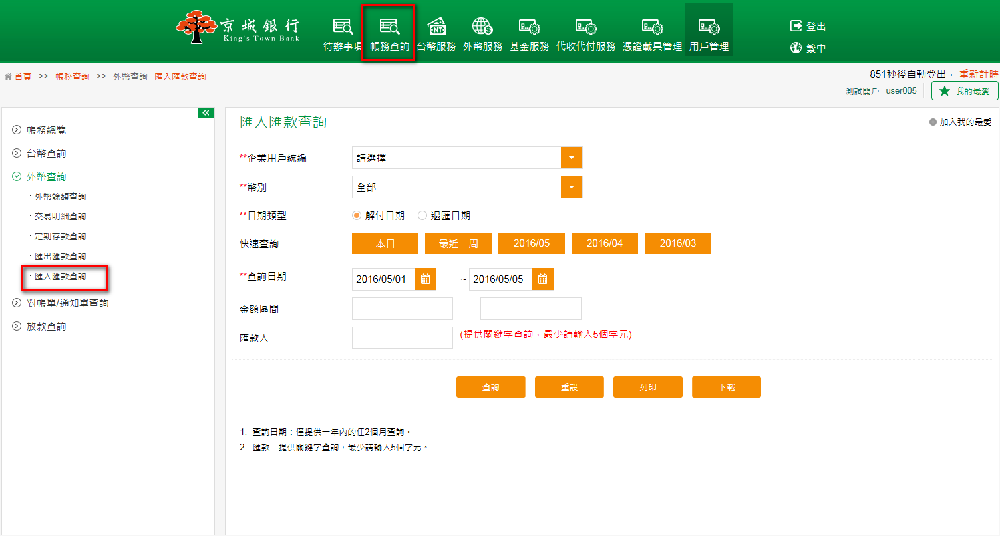 京城銀行
King's Town Bank
待辦事項
帳務查詢
台幣服務
外幣服務
基金服務
代收代付服務
憑證載具管理
用戶管理
登出
繁中
首頁 >> 帳務查詢 >> 外幣查詢 匯入匯款查詢
851秒後自動登出， 重新計時
測試開戶 user005
我的最愛
帳務總覽
台幣查詢
外幣查詢
‧外幣餘額查詢
‧交易明細查詢
‧定期存款查詢
‧匯出匯款查詢
‧匯入匯款查詢
對帳單/通知單查詢
放款查詢
匯入匯款查詢
加入我的最愛
**企業用戶統編 請選擇
**幣別 全部
**日期類型 解付日期 退匯日期
快速查詢 本日 最近一周 2016/05 2016/04 2016/03
**查詢日期 2016/05/01 ~ 2016/05/05
金額區間
匯款人 (提供關鍵字查詢，最少請輸入5個字元)
查詢 重設 列印 下載
1. 查詢日期：僅提供一年內的任2個月查詢。
2. 匯款：提供關鍵字查詢，最少請輸入5個字元。